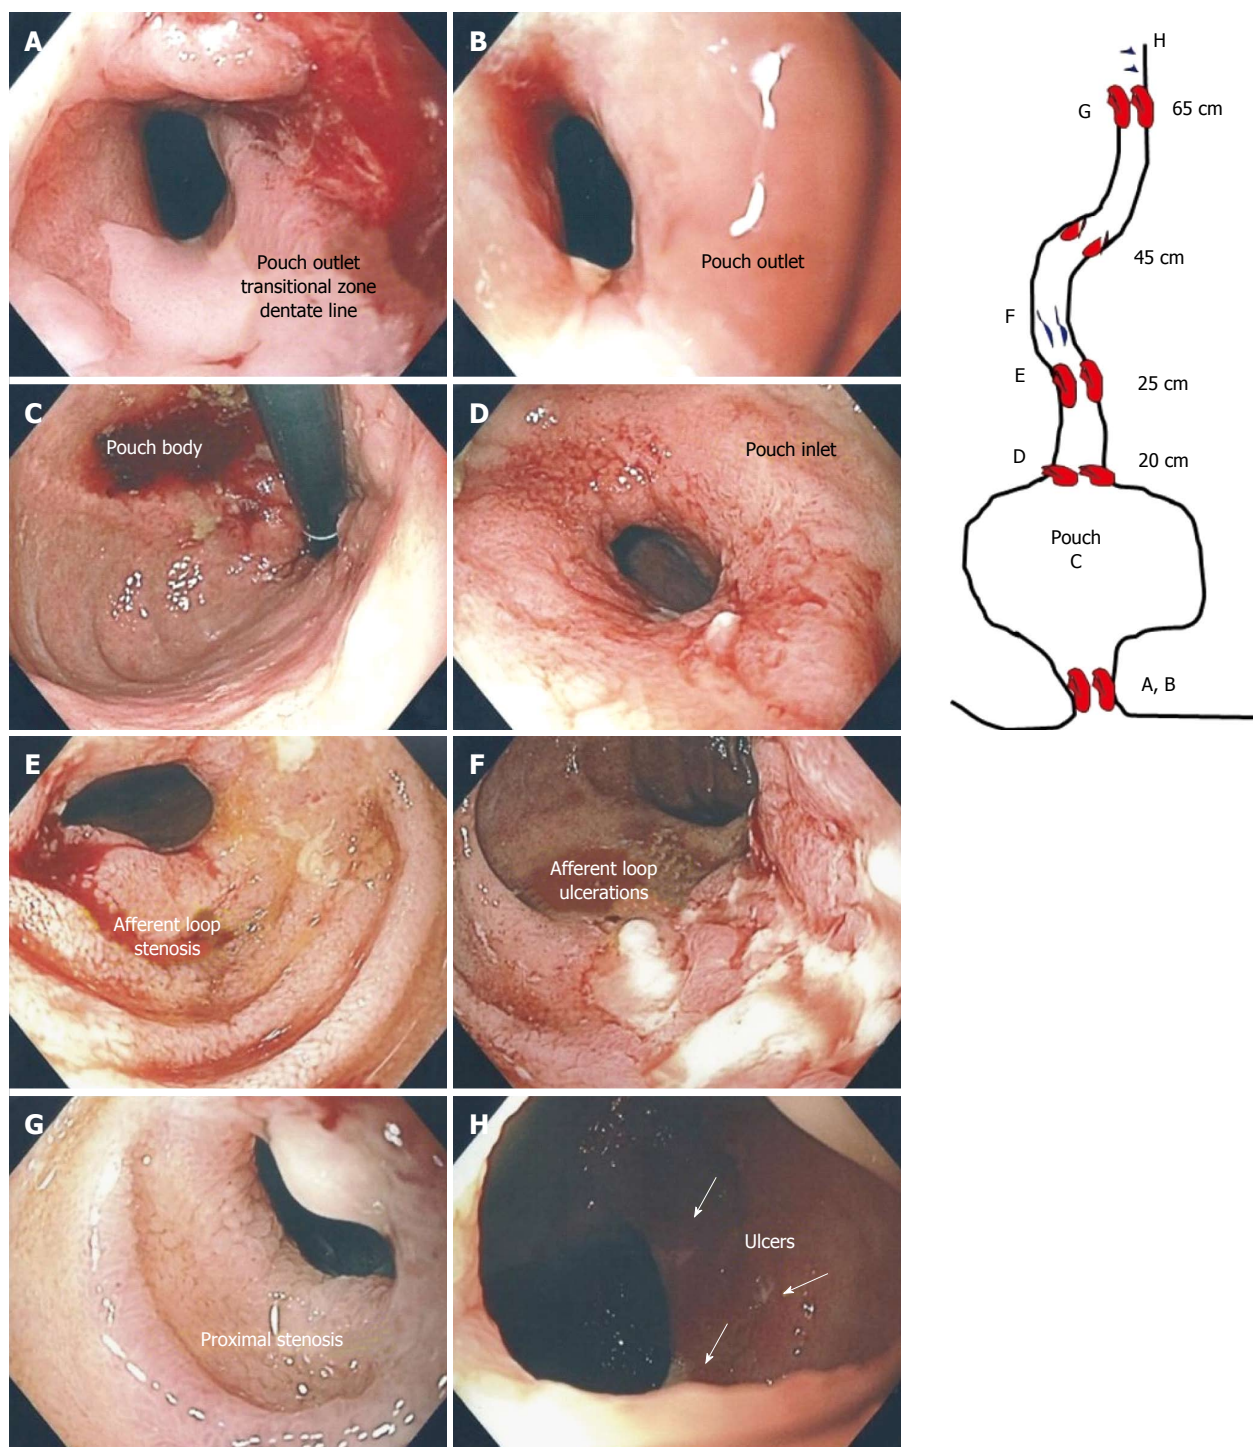 A
Pouch outlet
transitional zone
dentate line
B
Pouch outlet
C
Pouch body
D
Pouch inlet
E
Afferent loop
stenosis
F
Afferent loop
ulcerations
G
Proximal stenosis
H
Ulcers
H
G
65 cm
45 cm
F
E
25 cm
D
20 cm
Pouch
C
A, B